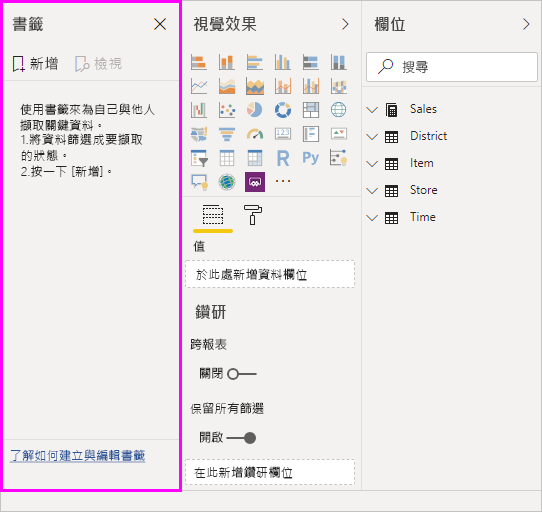 書籤
新增
檢視
使用書籤來為自己與他人
擷取關鍵資料。
1.將資料篩選成要擷取
的狀態。
2.按一下 [新增]。
了解如何建立與編輯書籤
視覺效果
123
R
Py
...
值
於此處新增資料欄位
鑽研
跨報表
關閉
保留所有篩選
開啟
在此新增鑽研欄位
欄位
搜尋
Sales
District
Item
Store
Time